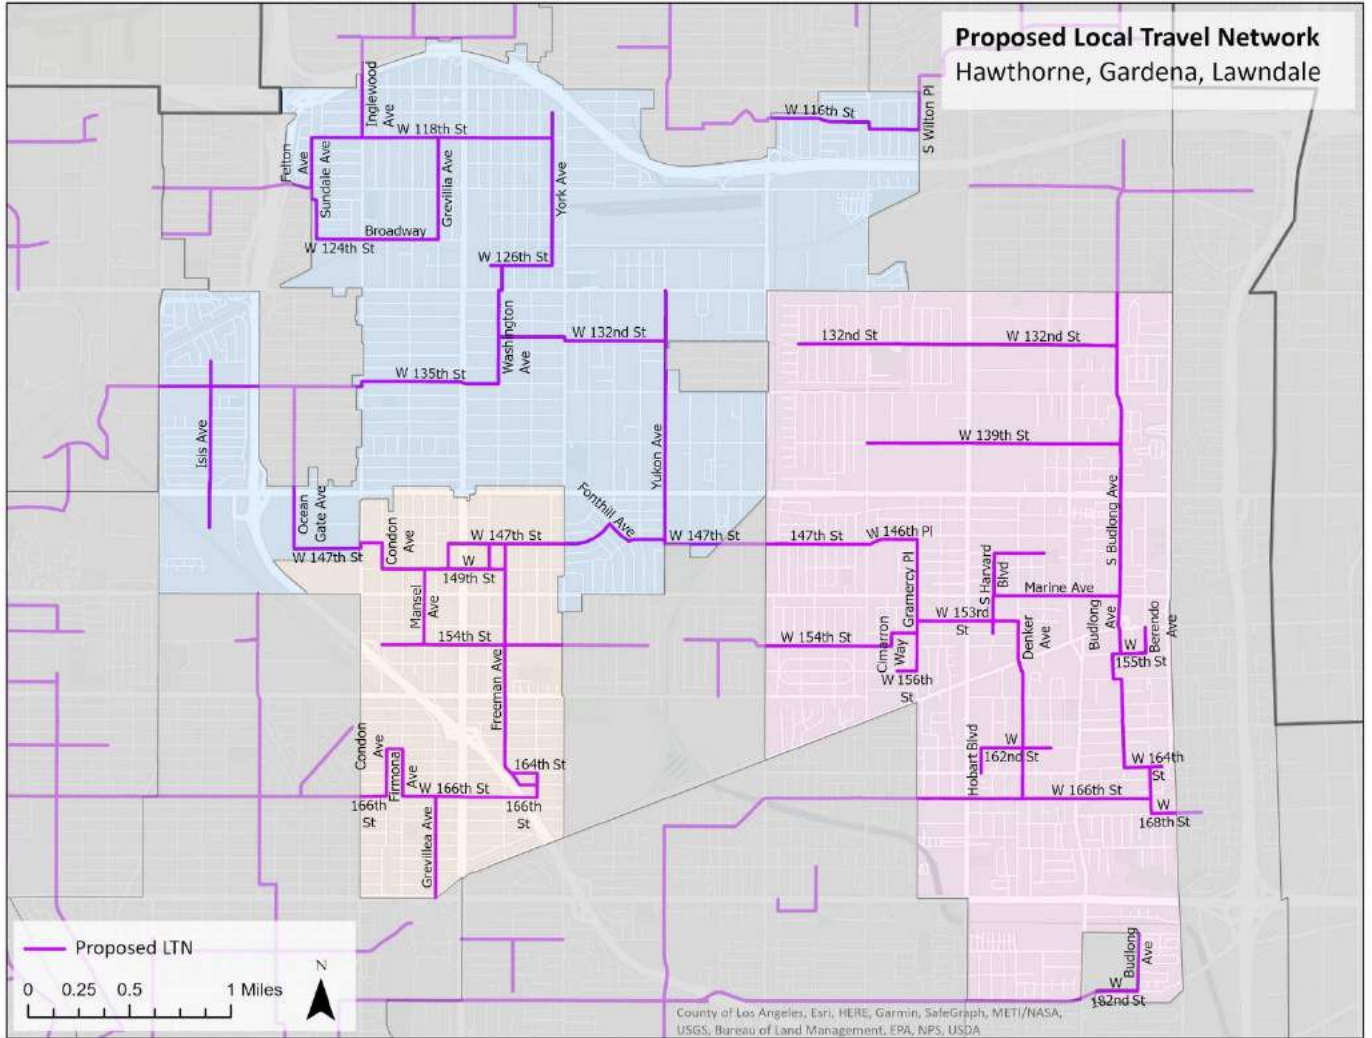 Proposed Local Travel Network
Hawthorne, Gardena, Lawndale
Inglewood
Ave
W 118th St
W 116th St
S Wilton Pl
Felton
Ave
Sundale Ave
Grevillia Ave
York Ave
Broadway
W 124th St
W 126th St
Washington
Ave
W 132nd St
132nd St
W 132nd St
W 135th St
Isis Ave
Yukon Ave
W 139th St
S Budlong Ave
Ocean
Gate Ave
Condon
Ave
Fonthill Ave
W 147th St
W 147th St
W 147th St
147th St
W 146th Pl
W
149th St
Mansel
Ave
Gramercy Pl
S Harvard
Blvd
Marine Ave
154th St
W 154th St
Cimarron
Way
W 153rd
St
Denker
Ave
Budlong
Ave
Berendo
Ave
W
155th St
W 156th
St
Freeman Ave
Condon
Ave
Firmona
Ave
164th St
W 166th St
166th
St
166th
St
Grevillea Ave
Hobart Blvd
W
162nd St
W 164th
St
W 166th St
W
168th St
Budlong
Ave
W
182nd St
Proposed LTN
0 0.25 0.5 1 Miles
N
County of Los Angeles, Esri, HERE, Garmin, SafeGraph, METI/NASA,
USGS, Bureau of Land Management, EPA, NPS, USDA